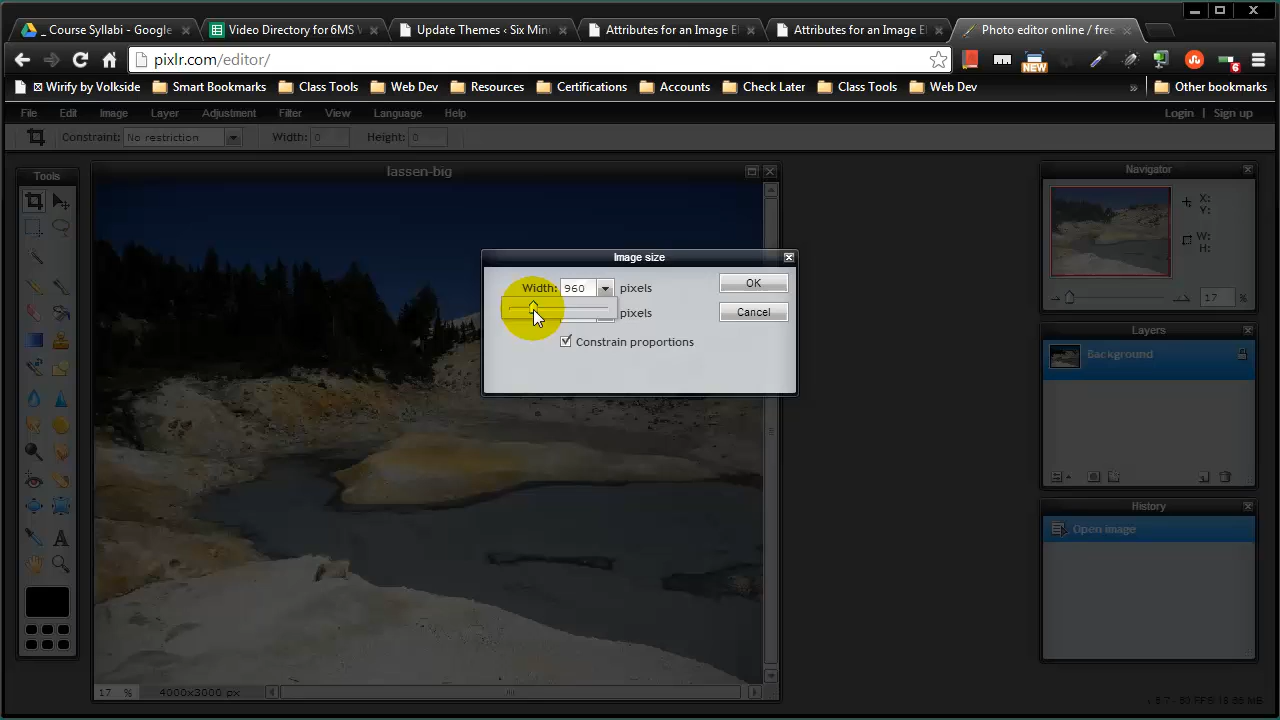 _ Course Syllabi - Google
Video Directory for 6MS
Update Themes ‹ Six Min
Attributes for an Image El
Attributes for an Image El
Photo editor online / free
pixlr.com/editor/
NEW
6
Wirify by Volkside
Smart Bookmarks
Class Tools
Web Dev
Resources
Certifications
Accounts
Check Later
Class Tools
Web Dev
»
Other bookmarks
File Edit Image Layer Adjustment Filter View Language Help
Login | Sign up
Constraint: No restriction Width: 0 Height: 0
Tools
lassen-big
Navigator
X:
Y:
W:
H:
17 %
Image size
Width: 960 pixels
OK
pixels
Cancel
Constrain proportions
Layers
Background
History
Open image
17 % 4000x3000 px